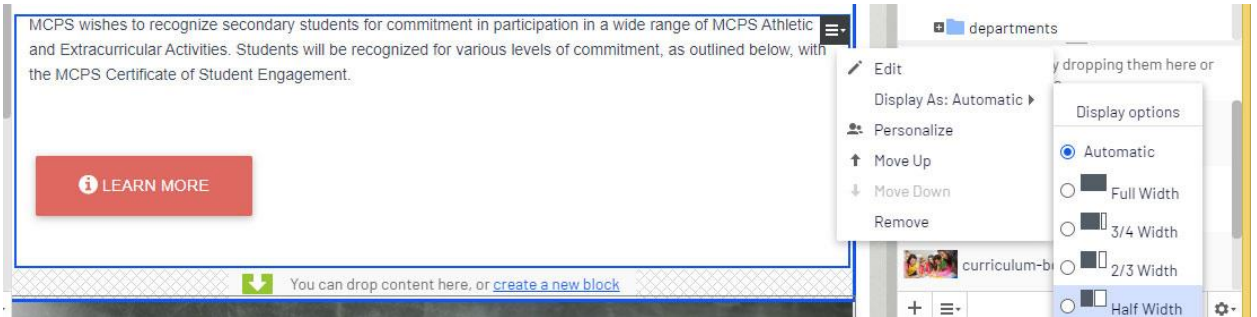 MCPS wishes to recognize secondary students for commitment in participation in a wide range of MCPS Athletic
and Extracurricular Activities. Students will be recognized for various levels of commitment, as outlined below, with
the MCPS Certificate of Student Engagement.
LEARN MORE
You can drop content here, or create a new block
departments
y dropping them here or
Edit
Display As: Automatic
Personalize
Move Up
Move Down
Remove
Display options
Automatic
Full Width
3/4 Width
2/3 Width
Half Width
curriculum-b